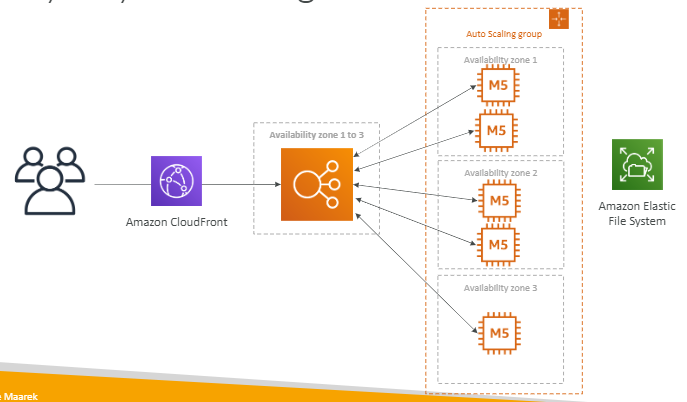 Auto Scaling group
Availability zone 1
M5
M5
Availability zone 1 to 3
Availability zone 2
M5
M5
Amazon CloudFront
Amazon Elastic
File System
Availability zone 3
M5
Maarek